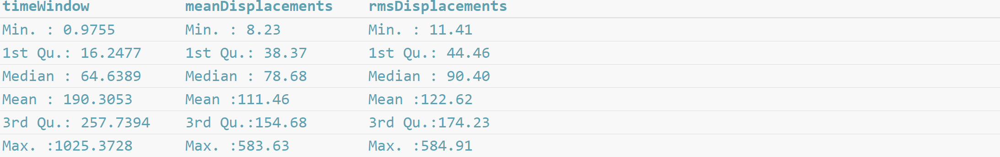 timeWindow meanDisplacements rmsDisplacements
Min. : 0.9755 Min. : 8.23 Min. : 11.41
1st Qu.: 16.2477 1st Qu.: 38.37 1st Qu.: 44.46
Median : 64.6389 Median : 78.68 Median : 90.40
Mean : 190.3053 Mean :111.46 Mean :122.62
3rd Qu.: 257.7394 3rd Qu.:154.68 3rd Qu.:174.23
Max. :1025.3728 Max. :583.63 Max. :584.91